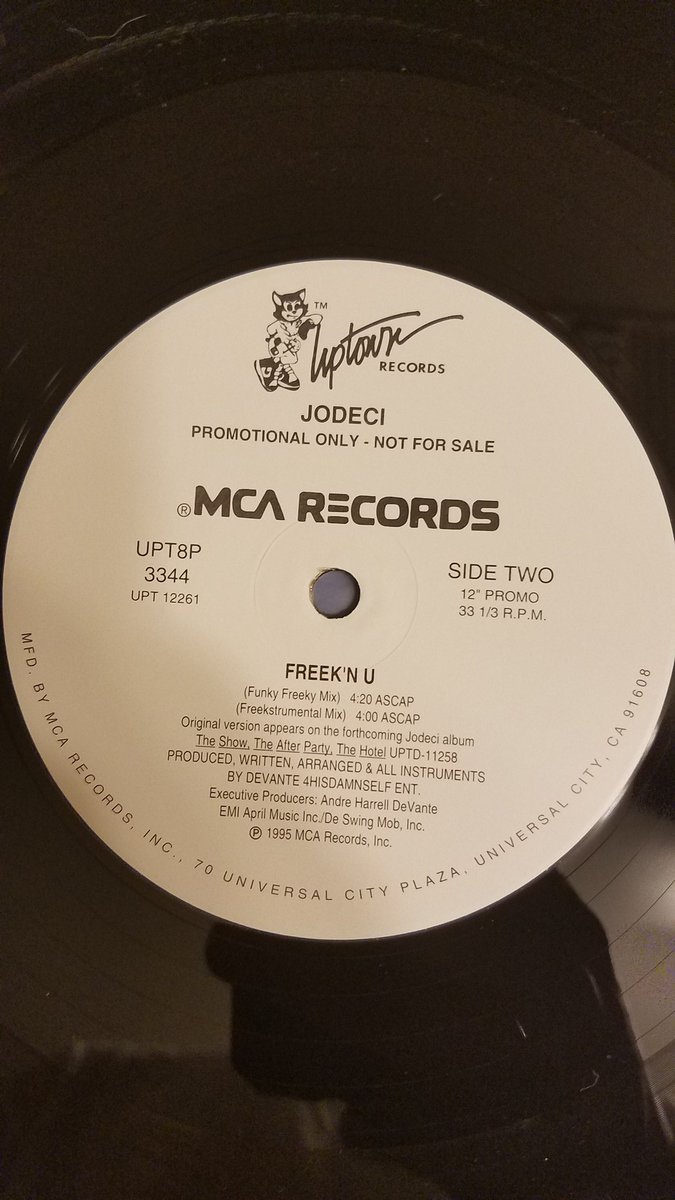 TM
Uptown
RECORDS
JODECI
PROMOTIONAL ONLY - NOT FOR SALE
® MCA RECORDS
UPT8P
3344
UPT 12261
SIDE TWO
12" PROMO
33 1/3 R.P.M.
FREEK'N U
(Funky Freeky Mix) 4:20 ASCAP
(Freekstrumental Mix) 4:00 ASCAP
Original version appears on the forthcoming Jodeci album
The Show, The After Party, The Hotel UPTD-11258
PRODUCED, WRITTEN, ARRANGED & ALL INSTRUMENTS
BY DEVANTE 4HISDAMNSELF ENT.
Executive Producers: Andre Harrell DeVante
EMI April Music Inc./De Swing Mob, Inc.
℗ 1995 MCA Records, Inc.
MFD. BY MCA RECORDS, INC., 70 UNIVERSAL CITY PLAZA, UNIVERSAL CITY, CA 91608